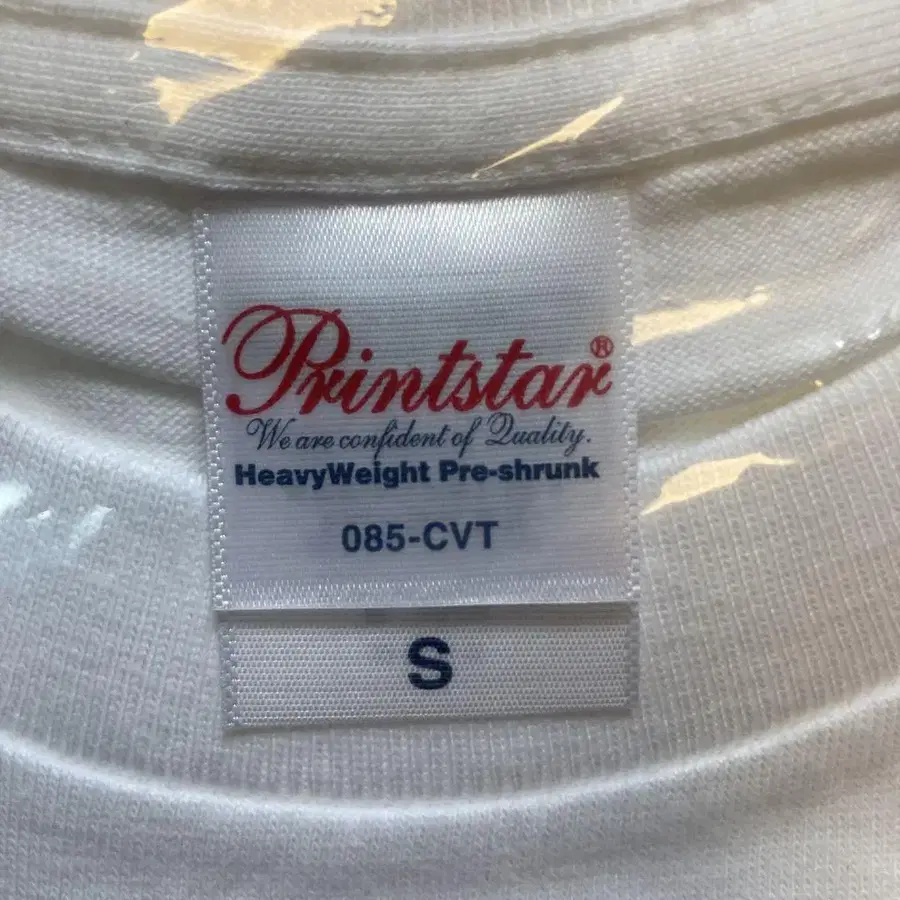 Printstar®
We are confident of Quality.
HeavyWeight Pre-shrunk
085-CVT
S